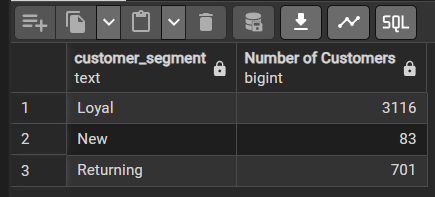 SQL
customer_segment Number of Customers
text bigint
1 Loyal 3116
2 New 83
3 Returning 701